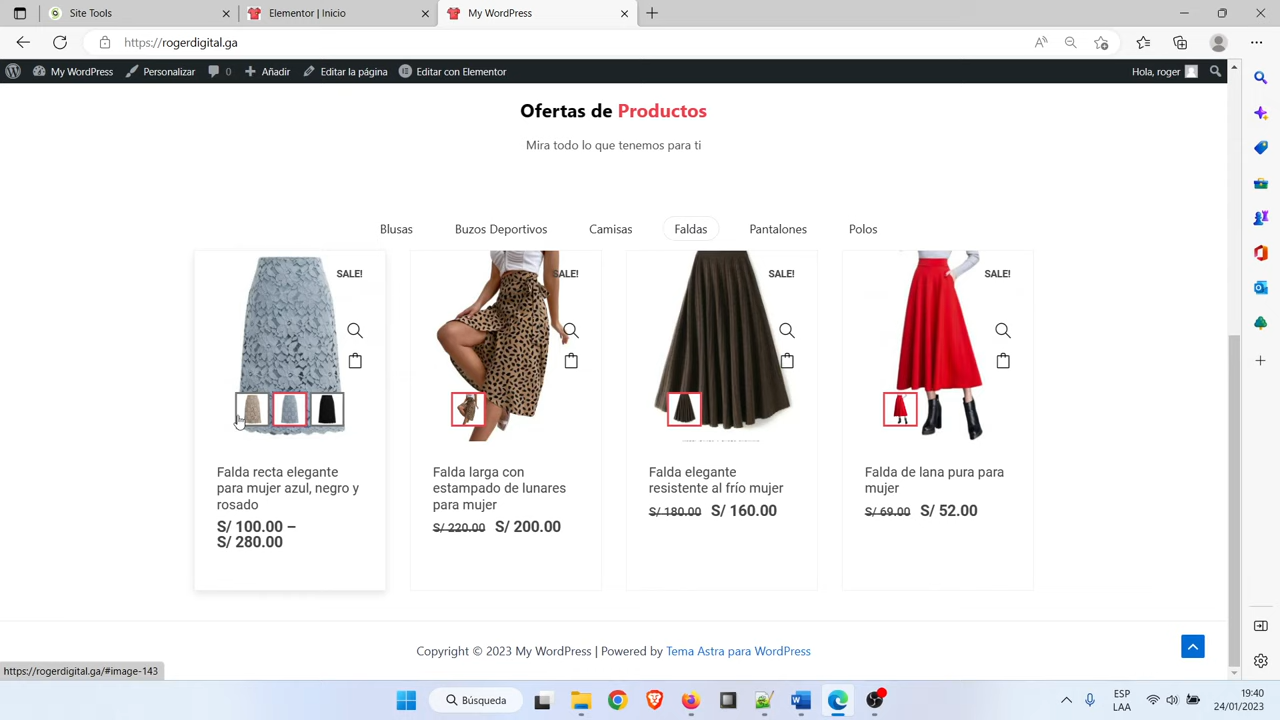 Site Tools
Elementor | Inicio
My WordPress
https://rogerdigital.ga
My WordPress
Personalizar
0
Añadir
Editar la página
Editar con Elementor
Hola, roger
Ofertas de Productos
Mira todo lo que tenemos para ti
Blusas
Buzos Deportivos
Camisas
Faldas
Pantalones
Polos
SALE!
SALE!
SALE!
SALE!
Falda recta elegante
para mujer azul, negro y
rosado
S/ 100.00 –
S/ 280.00
Falda larga con
estampado de lunares
para mujer
S/ 220.00 S/ 200.00
Falda elegante
resistente al frío mujer
S/ 180.00 S/ 160.00
Falda de lana pura para
mujer
S/ 69.00 S/ 52.00
Copyright © 2023 My WordPress | Powered by Tema Astra para WordPress
https://rogerdigital.ga/#image-143
Búsqueda
ESP
LAA
19:40
24/01/2023